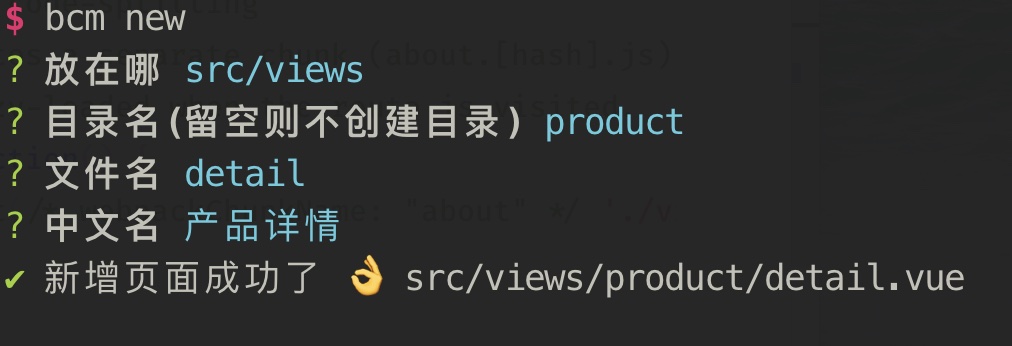 $ bcm new
? 放在哪 src/views
? 目录名(留空则不创建目录) product
? 文件名 detail
? 中文名 产品详情
✔ 新增页面成功了 👌 src/views/product/detail.vue